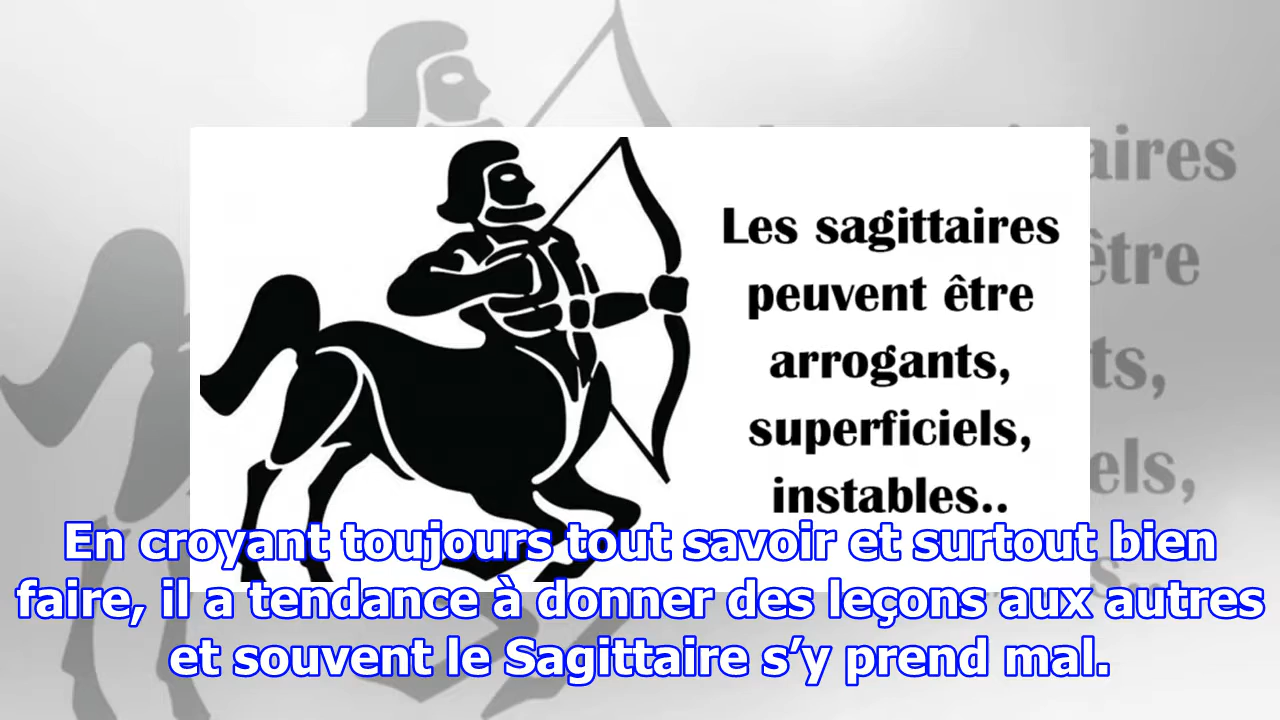 Les sagittaires
peuvent être
arrogants,
superficiels,
instables..
En croyant toujours tout savoir et surtout bien
faire, il a tendance à donner des leçons aux autres
et souvent le Sagittaire s’y prend mal.